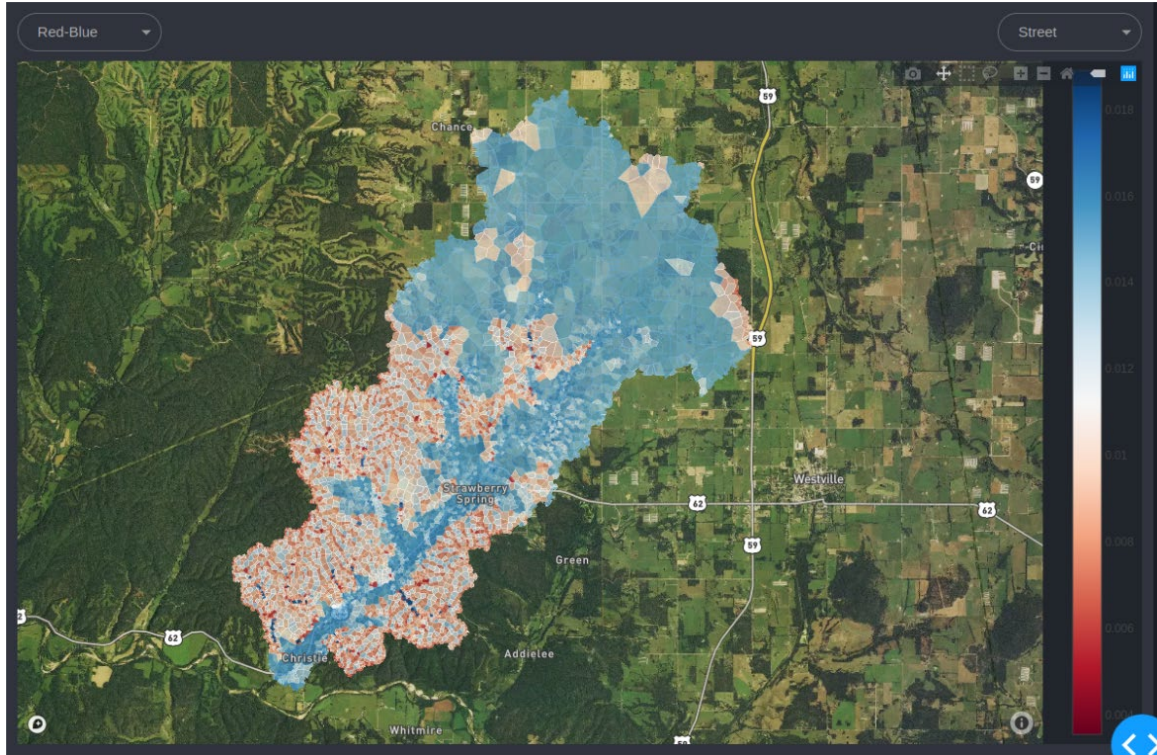 Red-Blue
Street
59
Chance
0.018
59
0.016
0.014
59
0.012
0.01
Strawberry
Spring
Westville
62
62
59
0.008
Green
0.006
62
Christie
Addielee
Whitmire
0.004